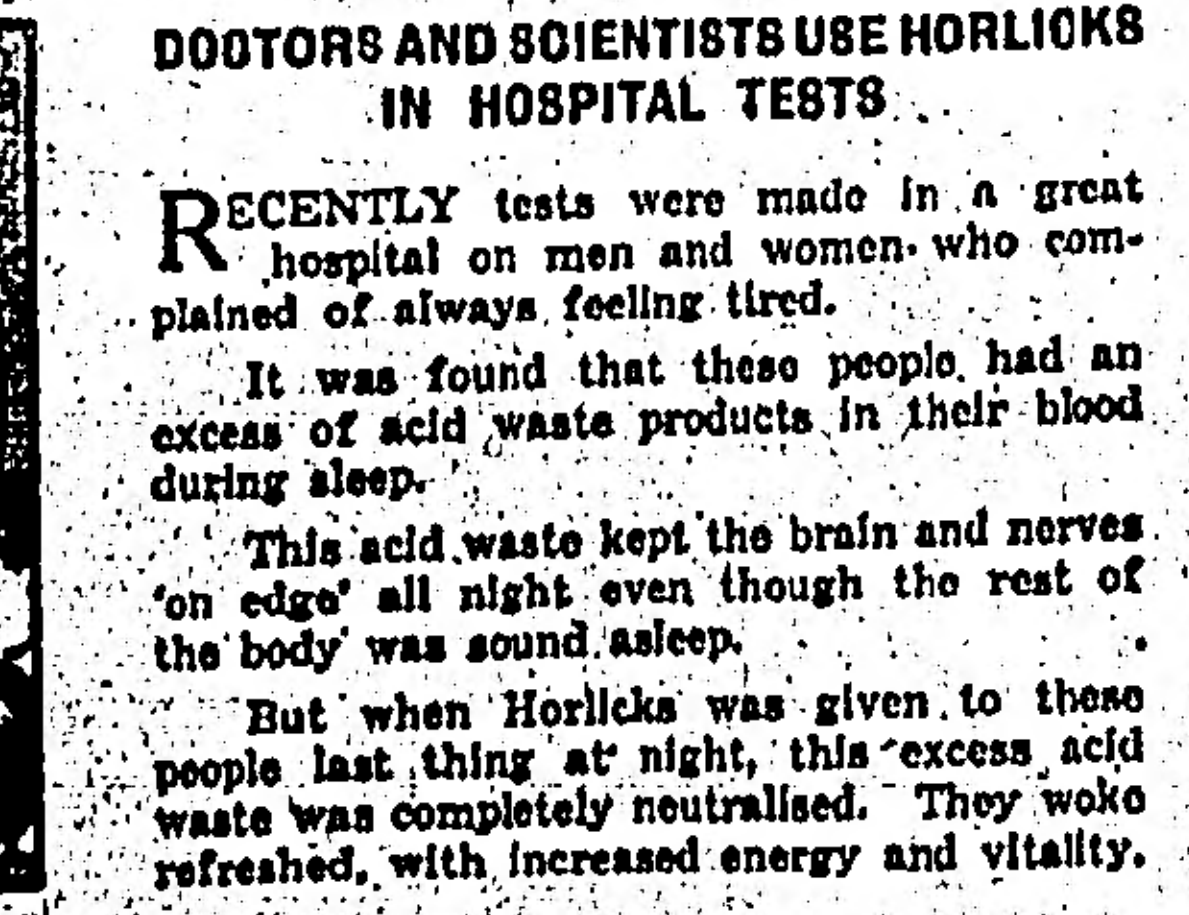 DOCTORS AND SCIENTISTS USE HORLICKS
IN HOSPITAL TESTS
RECENTLY tests were made in a great
hospital on men and women who com-
plained of always feeling tired.
It was found that these people had an
excess of acid waste products in their blood
during sleep.
This acid waste kept the brain and nerves
'on edge' all night even though the rest of
the body was sound asleep.
But when Horlicks was given to these
people last thing at night, this excess acid
waste was completely neutralised. They woke
refreshed, with increased energy and vitality.